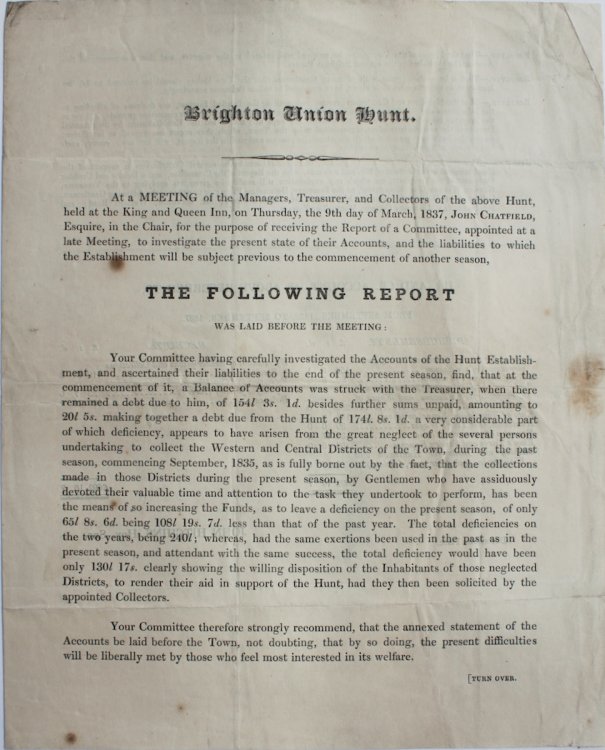 Brighton Union Hunt.
At a MEETING of the Managers, Treasurer, and Collectors of the above Hunt,
held at the King and Queen Inn, on Thursday, the 9th day of March, 1837, JOHN CHATFIELD,
Esquire, in the Chair, for the purpose of receiving the Report of a Committee, appointed at a
late Meeting, to investigate the present state of their Accounts, and the liabilities to which
the Establishment will be subject previous to the commencement of another season,
THE FOLLOWING REPORT
WAS LAID BEFORE THE MEETING:
Your Committee having carefully investigated the Accounts of the Hunt Establish-
ment, and ascertained their liabilities to the end of the present season, find, that at the
commencement of it, a Balance of Accounts was struck with the Treasurer, when there
remained a debt due to him, of 154l 3s. 1d. besides further sums unpaid, amounting to
20l 5s. making together a debt due from the Hunt of 174l. 8s. 1d. a very considerable part
of which deficiency, appears to have arisen from the great neglect of the several persons
undertaking to collect the Western and Central Districts of the Town, during the past
season, commencing September, 1835, as is fully borne out by the fact, that the collections
made in those Districts during the present season, by Gentlemen who have assiduously
devoted their valuable time and attention to the task they undertook to perform, has been
the means of so increasing the Funds, as to leave a deficiency on the present season, of only
65l 8s. 6d. being 108l 19s. 7d. less than that of the past year. The total deficiencies on
the two years, being 240l; whereas, had the same exertions been used in the past as in the
present season, and attendant with the same success, the total deficiency would have been
only 130l 17s. clearly showing the willing disposition of the Inhabitants of those neglected
Districts, to render their aid in support of the Hunt, had they then been solicited by the
appointed Collectors.
Your Committee therefore strongly recommend, that the annexed statement of the
Accounts be laid before the Town, not doubting, that by so doing, the present difficulties
will be liberally met by those who feel most interested in its welfare.
[TURN OVER.